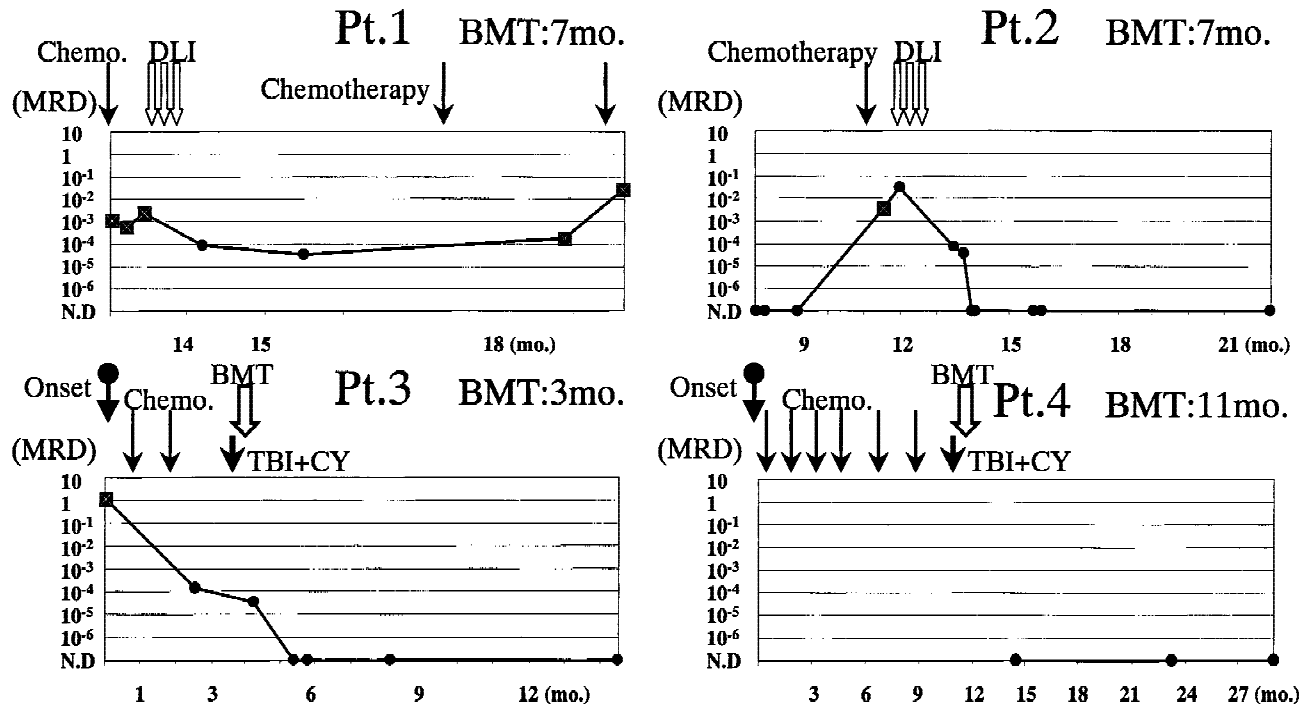 Pt.1 BMT:7mo.
Chemo. DLI
Chemotherapy
(MRD)
10
1
10-1
10-2
10-3
10-4
10-5
10-6
N.D
14 15 18 (mo.)
Pt.2 BMT:7mo.
Chemotherapy DLI
(MRD)
10
1
10-1
10-2
10-3
10-4
10-5
10-6
N.D
9 12 15 18 21 (mo.)
Pt.3 BMT:3mo.
BMT
Onset
Chemo.
(MRD)
TBI+CY
10
1
10-1
10-2
10-3
10-4
10-5
10-6
N.D
1 3 6 9 12 (mo.)
Pt.4 BMT:11mo.
BMT
Onset
Chemo.
(MRD)
TBI+CY
10
1
10-1
10-2
10-3
10-4
10-5
10-6
N.D
3 6 9 12 15 18 21 24 27 (mo.)